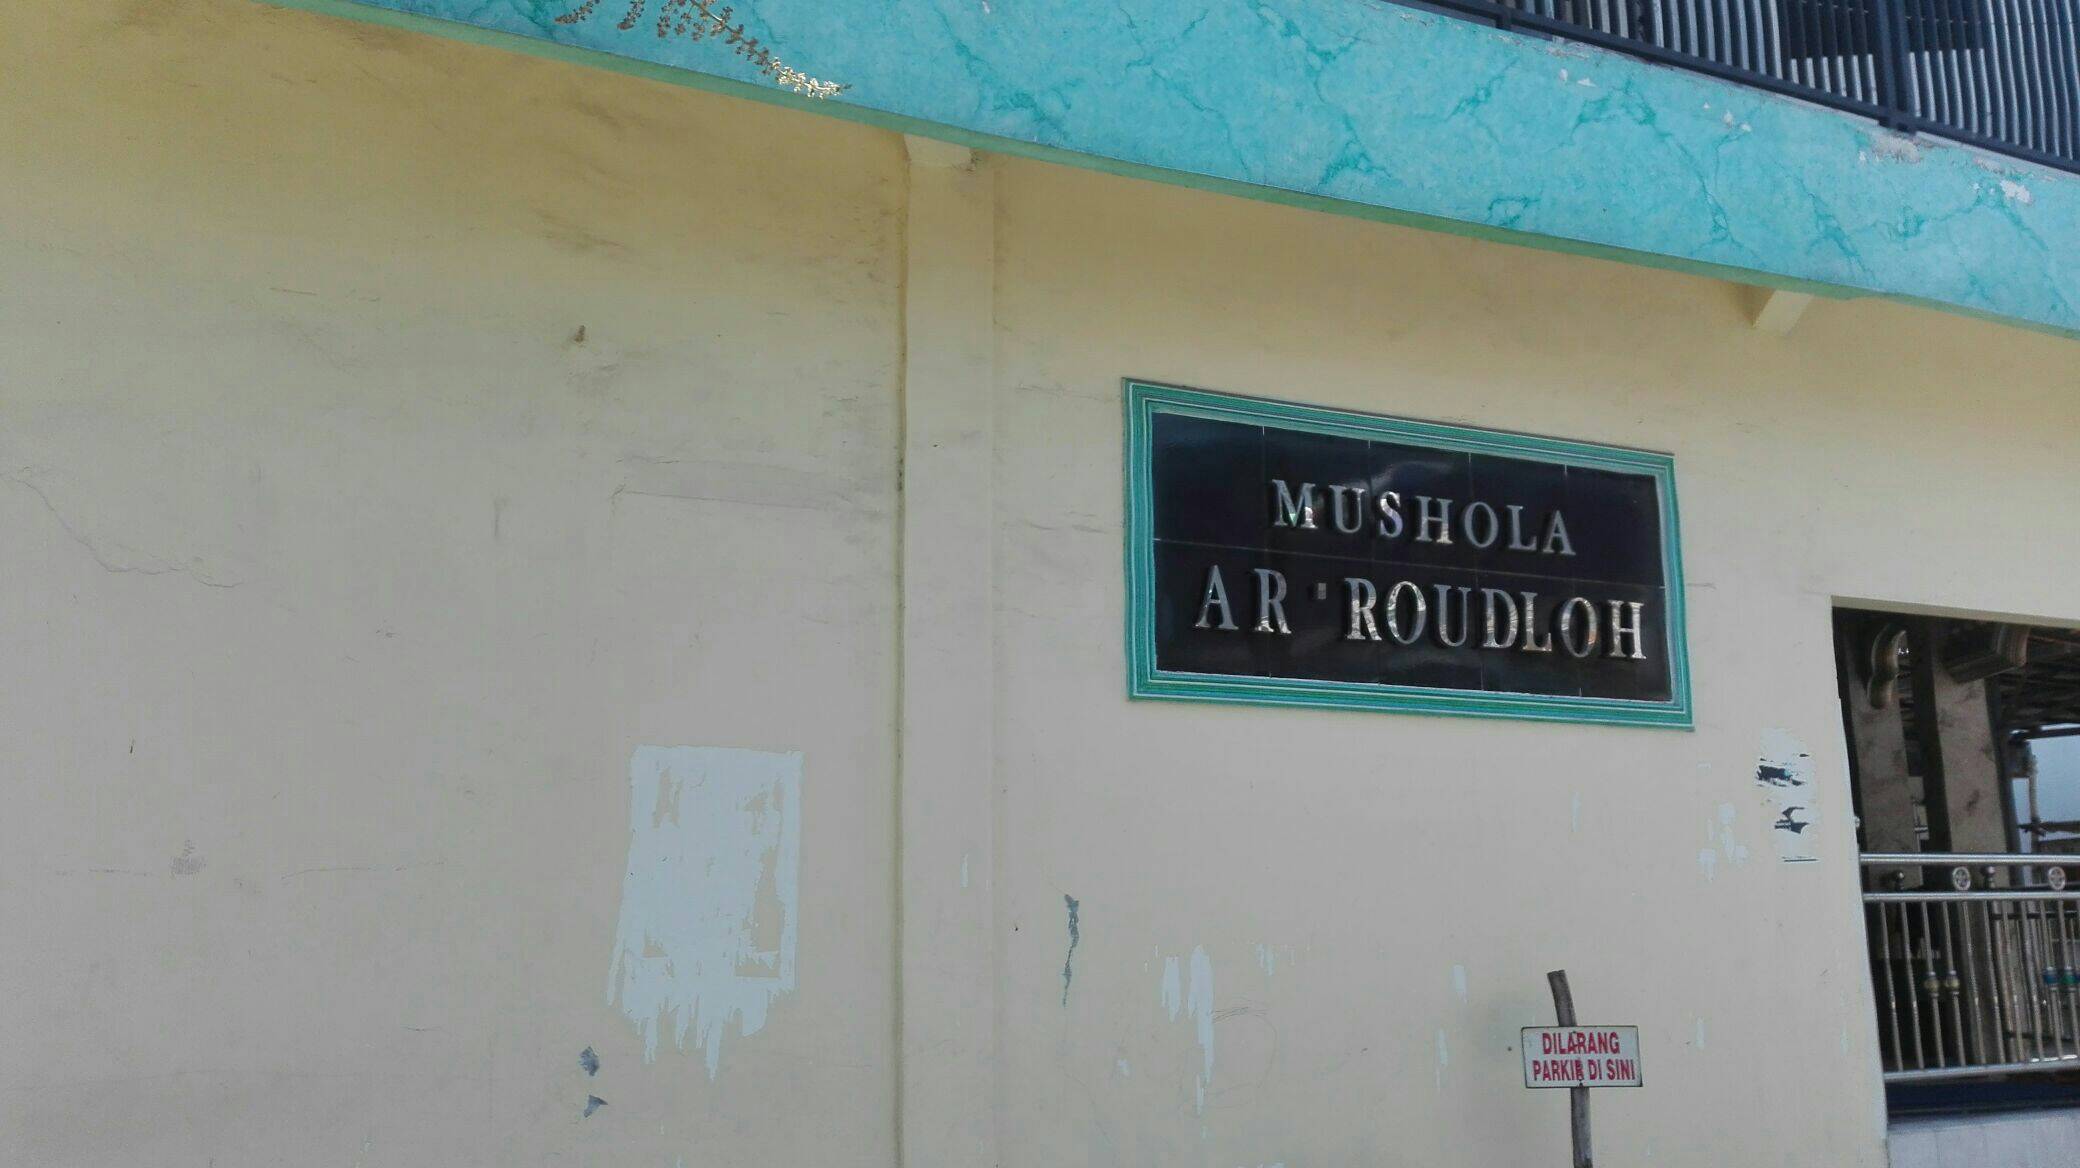 MUSHOLA
AR'ROUDLOH
DILARANG
PARKIR DI SINI